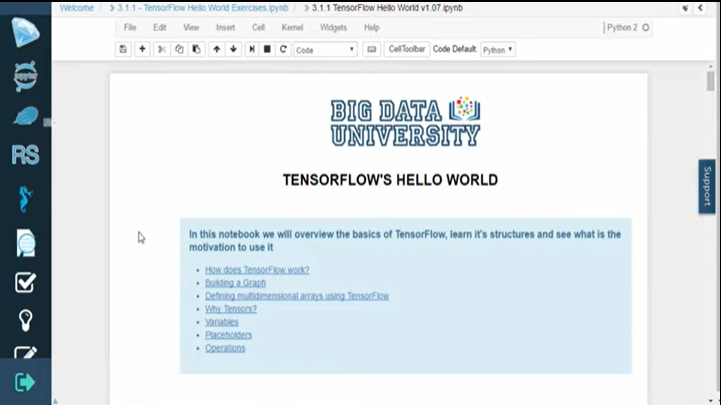 Welcome > 3.1.1 - TensorFlow Hello World Exercises.ipynb > 3.1.1 TensorFlow Hello World v1.07.ipynb
File Edit View Insert Cell Kernel Widgets Help Python 2
Code CellToolbar Code Default: Python
RS
BIG DATA
UNIVERSITY
TENSORFLOW'S HELLO WORLD
Support
In this notebook we will overview the basics of TensorFlow, learn it's structures and see what is the
motivation to use it
How does TensorFlow work?
Building a Graph
Defining multidimensional arrays using TensorFlow
Why Tensors?
Variables
Placeholders
Operations